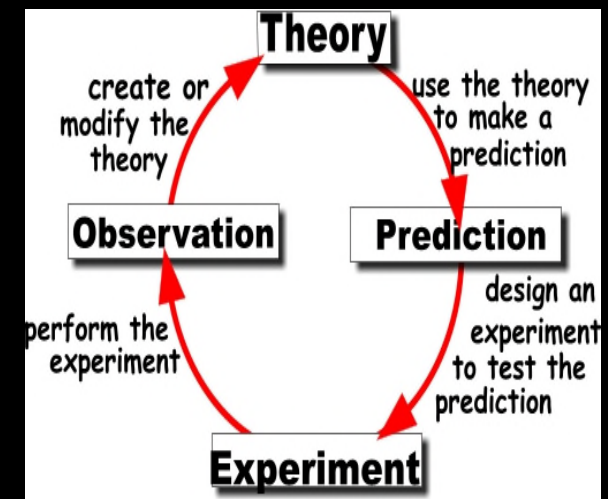 Theory
use the theory
to make a
prediction
Prediction
design an
experiment
to test the
prediction
Experiment
perform the
experiment
Observation
create or
modify the
theory